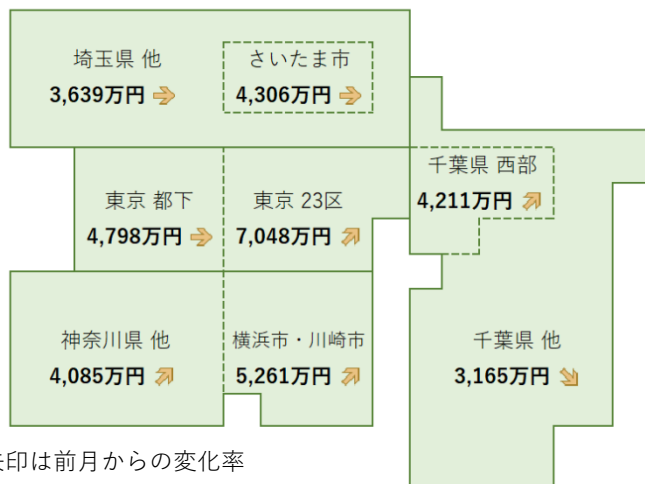 埼玉県 他
3,639万円
さいたま市
4,306万円
千葉県 西部
4,211万円
東京 都下
4,798万円
東京 23区
7,048万円
神奈川県 他
4,085万円
横浜市・川崎市
5,261万円
千葉県 他
3,165万円
印は前月からの変化率